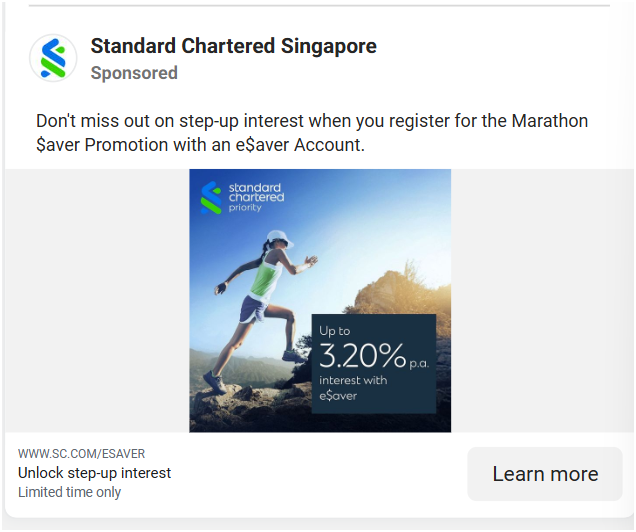 Standard Chartered Singapore
Sponsored
Don't miss out on step-up interest when you register for the Marathon
$aver Promotion with an e$aver Account.
standard
chartered
priority
Up to
3.20% p.a.
interest with
e$aver
WWW.SC.COM/ESAVER
Unlock step-up interest
Limited time only
Learn more